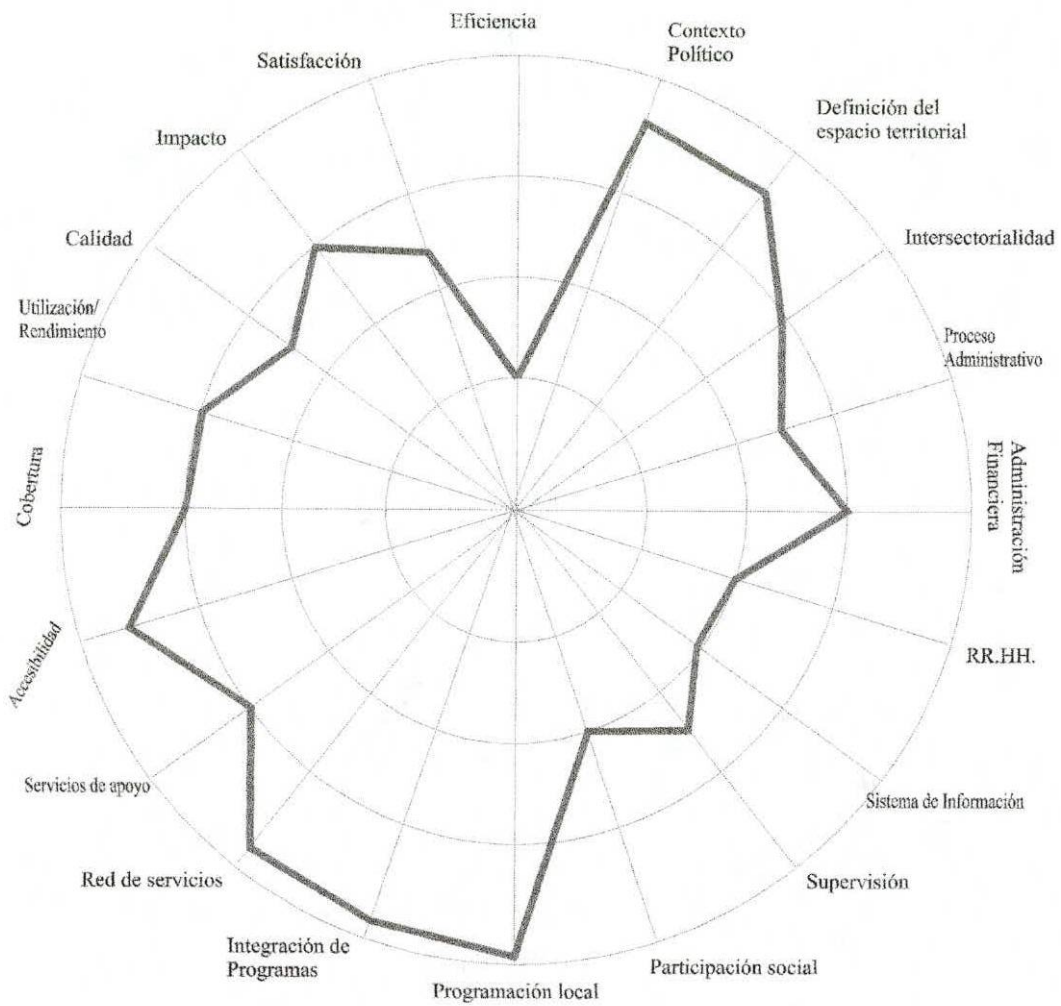 Eficiencia
Contexto
Político
Definición del
espacio territorial
Intersectorialidad
Proceso
Administrativo
Administración
Financiera
RR.HH.
Sistema de Información
Supervisión
Participación social
Programación local
Integración de
Programas
Red de servicios
Servicios de apoyo
Accesibilidad
Cobertura
Utilización/
Rendimiento
Calidad
Impacto
Satisfacción